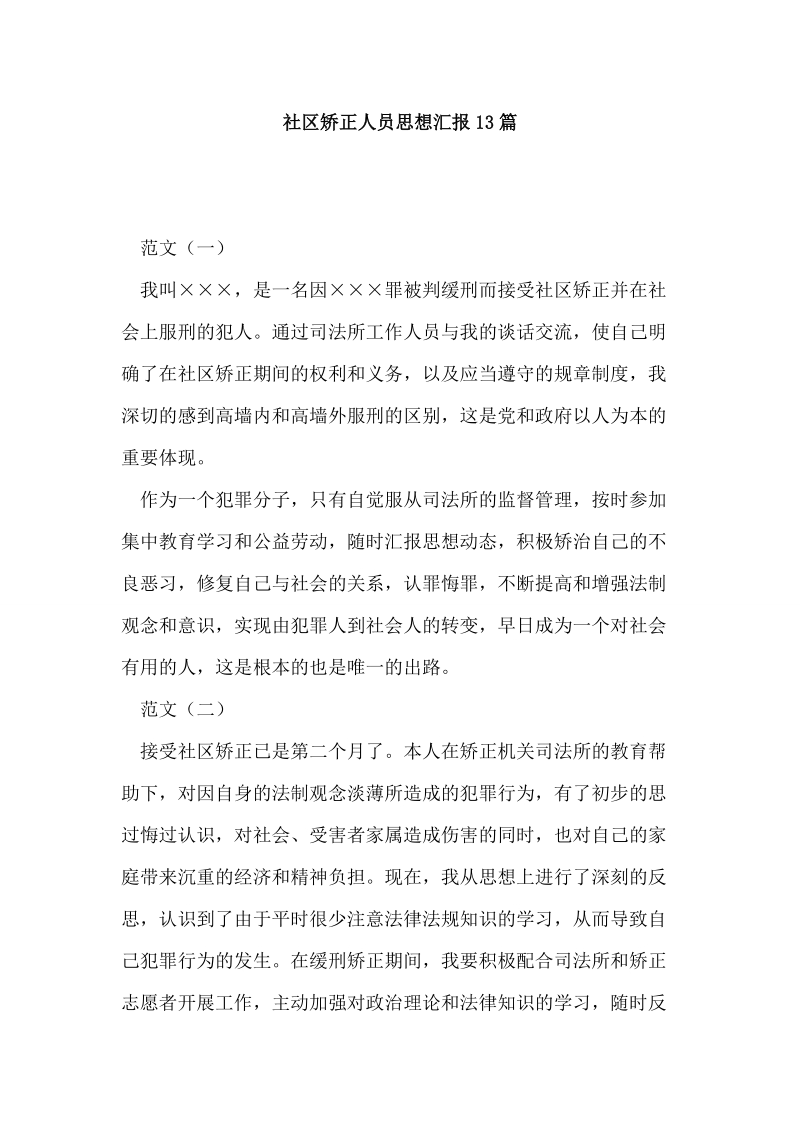 社区矫正人员思想汇报13篇
范文（一）
我叫×××，是一名因×××罪被判缓刑而接受社区矫正并在社
会上服刑的犯人。通过司法所工作人员与我的谈话交流，使自己明
确了在社区矫正期间的权利和义务，以及应当遵守的规章制度，我
深切的感到高墙内和高墙外服刑的区别，这是党和政府以人为本的
重要体现。
作为一个犯罪分子，只有自觉服从司法所的监督管理，按时参加
集中教育学习和公益劳动，随时汇报思想动态，积极矫治自己的不
良恶习，修复自己与社会的关系，认罪悔罪，不断提高和增强法制
观念和意识，实现由犯罪人到社会人的转变，早日成为一个对社会
有用的人，这是根本的也是唯一的出路。
范文（二）
接受社区矫正已是第二个月了。本人在矫正机关司法所的教育帮
助下，对因自身的法制观念淡薄所造成的犯罪行为，有了初步的思
过悔过认识，对社会、受害者家属造成伤害的同时，也对自己的家
庭带来沉重的经济和精神负担。现在，我从思想上进行了深刻的反
思，认识到了由于平时很少注意法律法规知识的学习，从而导致自
己犯罪行为的发生。在缓刑矫正期间，我要积极配合司法所和矫正
志愿者开展工作，主动加强对政治理论和法律知识的学习，随时反